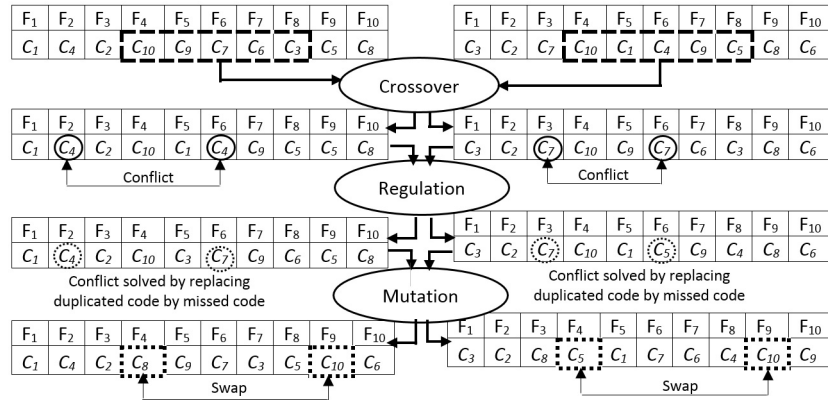 F1 F2 F3 F4 F5 F6 F7 F8 F9 F10
C1 C4 C2 C10 C9 C7 C6 C3 C5 C8
F1 F2 F3 F4 F5 F6 F7 F8 F9 F10
C3 C2 C7 C10 C1 C4 C9 C5 C8 C6
Crossover
F1 F2 F3 F4 F5 F6 F7 F8 F9 F10
C1 C4 C2 C10 C1 C4 C9 C5 C5 C8
F1 F2 F3 F4 F5 F6 F7 F8 F9 F10
C3 C2 C7 C10 C9 C7 C6 C3 C8 C6
Conflict
Conflict
Regulation
F1 F2 F3 F4 F5 F6 F7 F8 F9 F10
C1 C4 C2 C10 C3 C7 C9 C6 C5 C8
F1 F2 F3 F4 F5 F6 F7 F8 F9 F10
C3 C2 C7 C10 C1 C5 C9 C4 C8 C6
Conflict solved by replacing
duplicated code by missed code
Conflict solved by replacing
duplicated code by missed code
Mutation
F1 F2 F3 F4 F5 F6 F7 F8 F9 F10
C1 C4 C2 C8 C9 C7 C3 C5 C10 C6
F1 F2 F3 F4 F5 F6 F7 F8 F9 F10
C3 C2 C8 C5 C1 C7 C6 C4 C10 C9
Swap
Swap